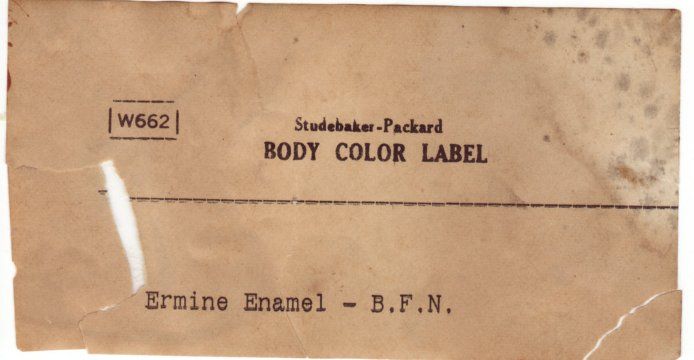 W662
Studebaker-Packard
BODY COLOR LABEL
Ermine Enamel - B.F.N.